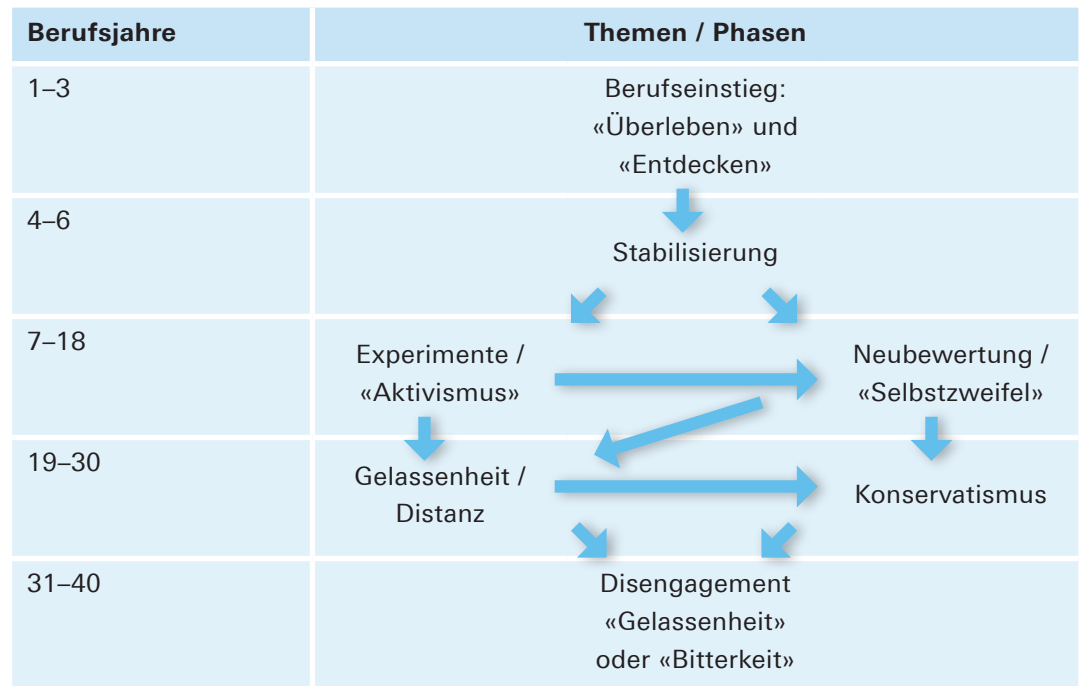 Berufsjahre
Themen / Phasen
1–3
Berufseinstieg:
«Überleben» und
«Entdecken»
4–6
Stabilisierung
7–18
Experimente /
«Aktivismus»
Neubewertung /
«Selbstzweifel»
19–30
Gelassenheit /
Distanz
Konservatismus
31–40
Disengagement
«Gelassenheit»
oder «Bitterkeit»